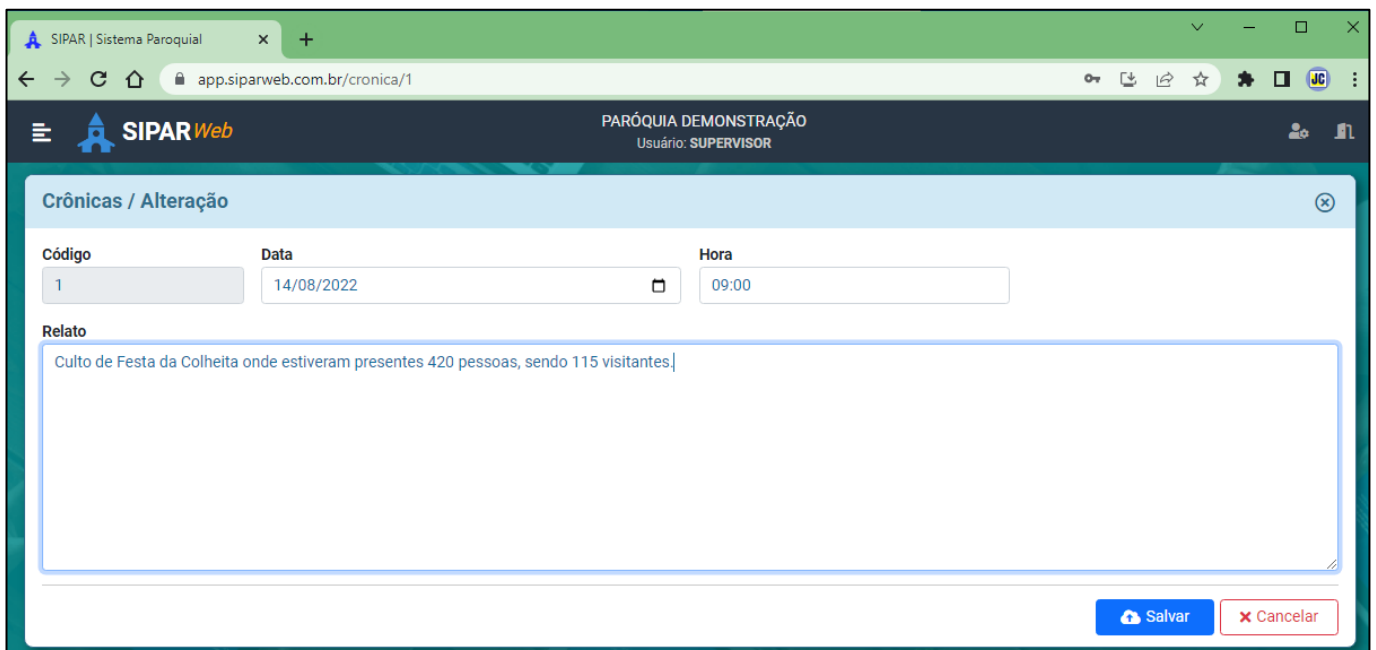 SIPAR | Sistema Paroquial
app.siparweb.com.br/cronica/1
JC
SIPAR Web
PARÓQUIA DEMONSTRAÇÃO
Usuário: SUPERVISOR
Crônicas / Alteração
Código Data Hora
1 14/08/2022 09:00
Relato
Culto de Festa da Colheita onde estiveram presentes 420 pessoas, sendo 115 visitantes.
Salvar Cancelar